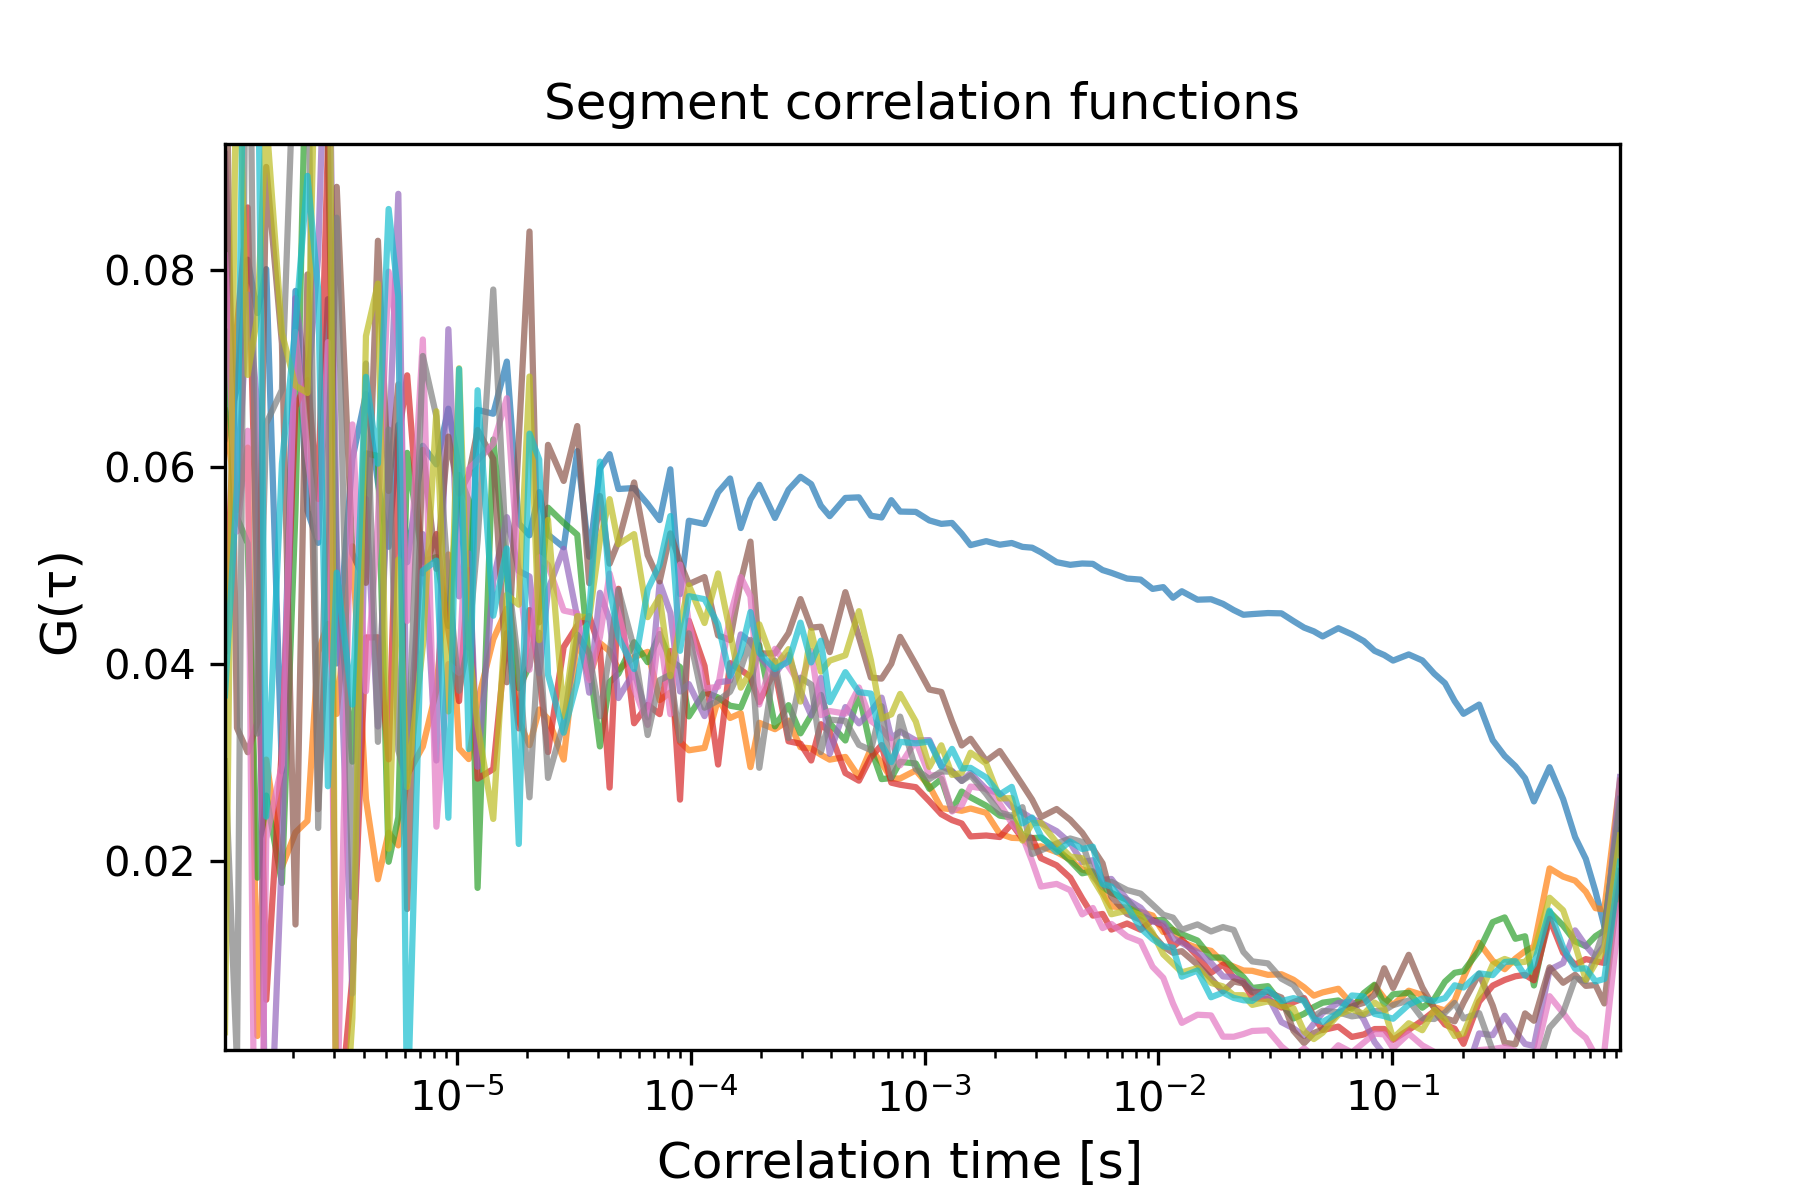 Segment correlation functions
G(τ)
0.08
0.06
0.04
0.02
10⁻⁵ 10⁻⁴ 10⁻³ 10⁻² 10⁻¹
Correlation time [s]